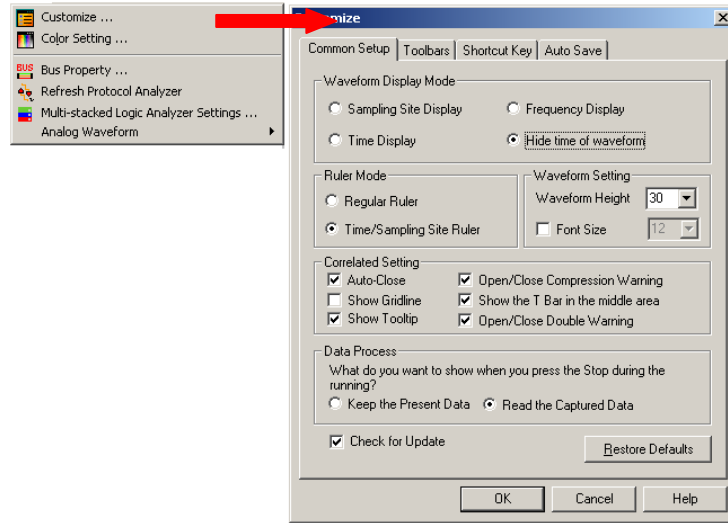 Customize ...
Color Setting ...
BUS Bus Property ...
Refresh Protocol Analyzer
Multi-stacked Logic Analyzer Settings ...
Analog Waveform
Common Setup Toolbars Shortcut Key Auto Save
Waveform Display Mode
Sampling Site Display Frequency Display
Time Display Hide time of waveform
Ruler Mode Waveform Setting
Regular Ruler Waveform Height 30
Time/Sampling Site Ruler Font Size 12
Correlated Setting
Auto-Close Open/Close Compression Warning
Show Gridline Show the T Bar in the middle area
Show Tooltip Open/Close Double Warning
Data Process
What do you want to show when you press the Stop during the
running?
Keep the Present Data Read the Captured Data
Check for Update Restore Defaults
OK Cancel Help